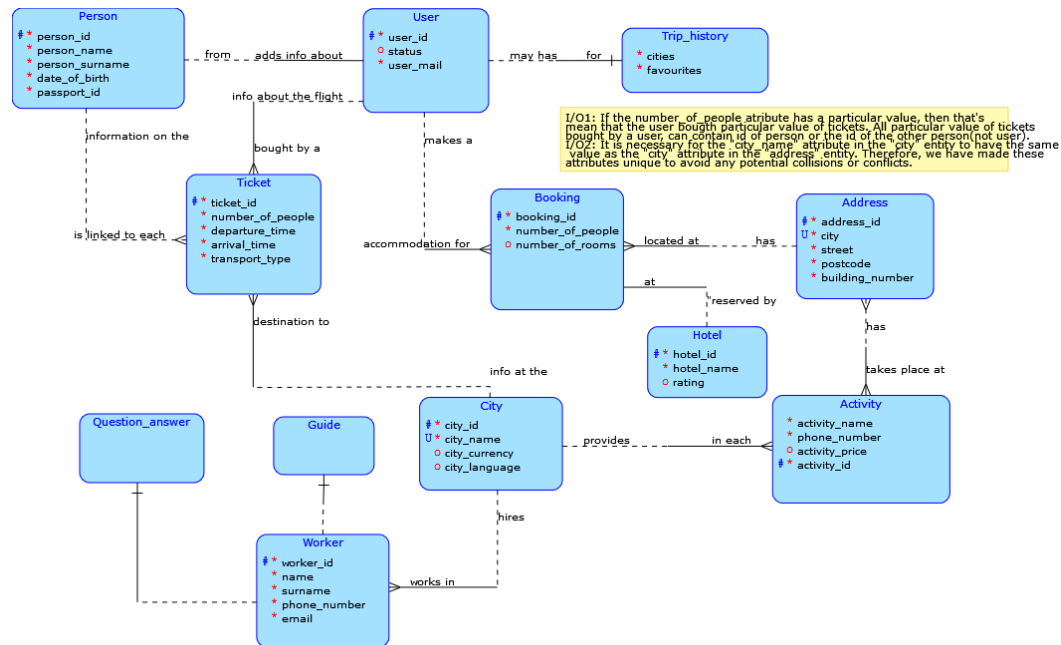 Person
# * person_id
* person_name
* person_surname
* date_of_birth
* passport_id
from
adds info about
User
# * user_id
o status
* user_mail
may has
for
Trip_history
* cities
* favourites
info about the flight
information on the
bought by a
makes a
I/O1: If the number_of_people atribute has a particular value, then that's
mean that the user bougth particular value of tickets. All particular value of tickets
bought by a user, can contain id of person or the id of the other person(not user).
I/O2: It is necessary for the "city_name" attribute in the "city" entity to have the same
value as the "city" attribute in the "address" entity. Therefore, we have made these
attributes unique to avoid any potential collisions or conflicts.
Ticket
# * ticket_id
* number_of_people
* departure_time
* arrival_time
* transport_type
is linked to each
accommodation for
Booking
# * booking_id
* number_of_people
o number_of_rooms
located at
has
Address
# * address_id
U * city
* street
* postcode
* building_number
at
"reserved by
destination to
has
Hotel
# * hotel_id
* hotel_name
o rating
info at the
takes place at
Question_answer
Guide
City
# * city_id
U * city_name
o city_currency
o city_language
provides
in each
Activity
* activity_name
* phone_number
o activity_price
# * activity_id
hires
Worker
# * worker_id
* name
* surname
* phone_number
* email
works in